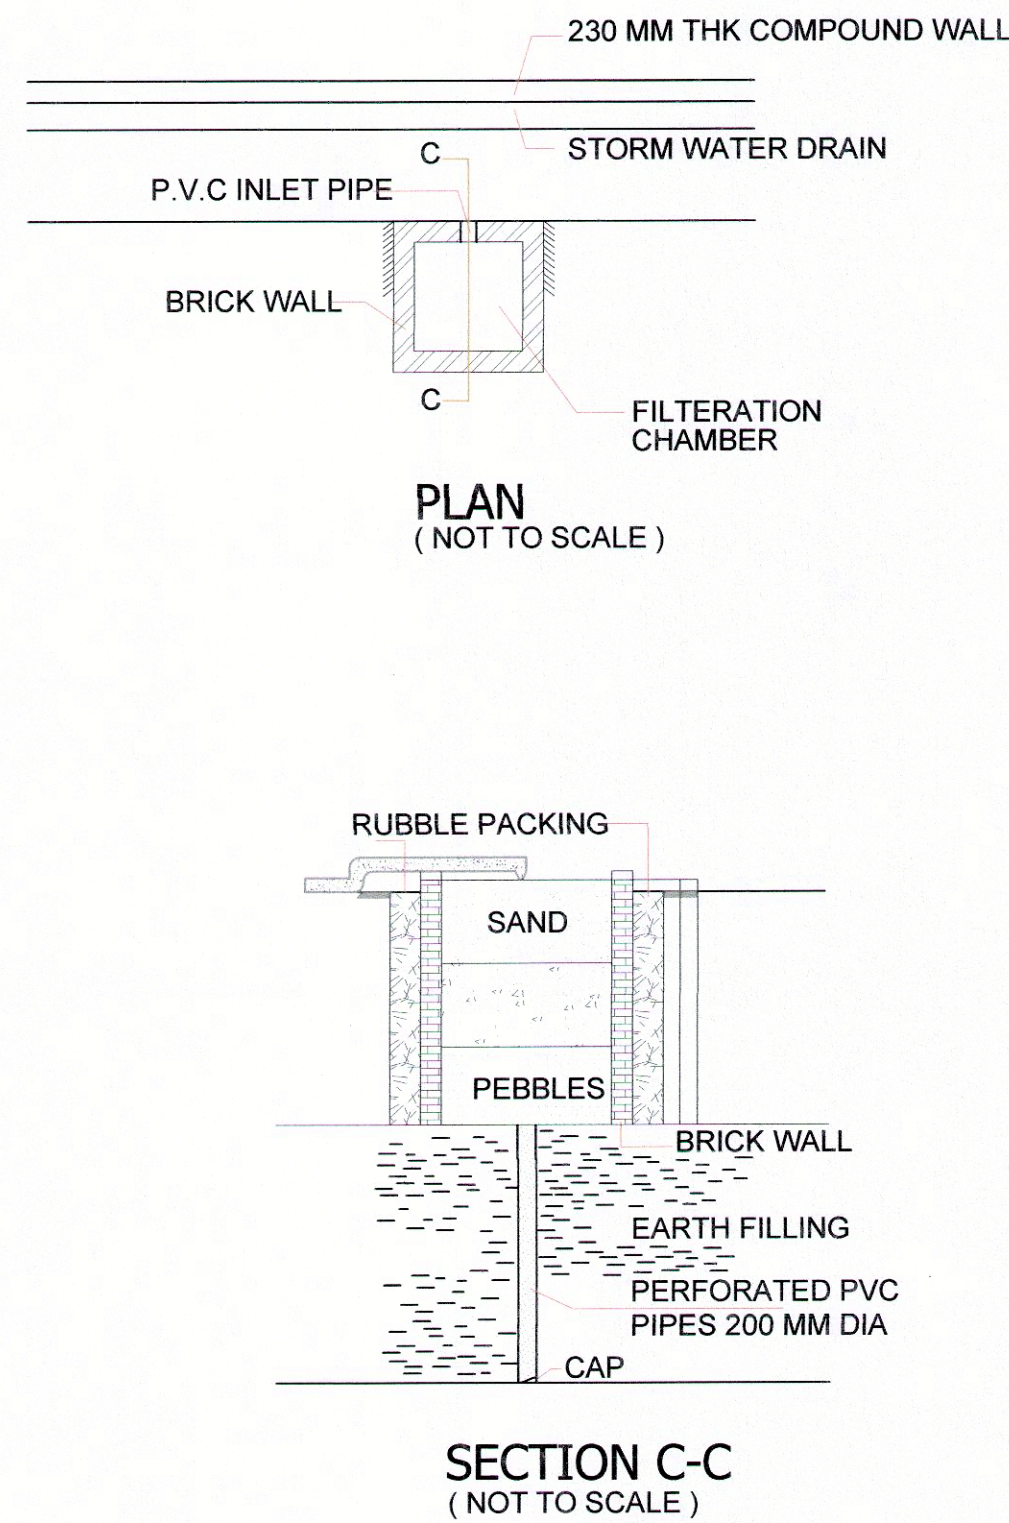 230 MM THK COMPOUND WALL
STORM WATER DRAIN
C
P.V.C INLET PIPE
BRICK WALL
C
FILTERATION
CHAMBER
PLAN
( NOT TO SCALE )
RUBBLE PACKING
SAND
PEBBLES
BRICK WALL
EARTH FILLING
PERFORATED PVC
PIPES 200 MM DIA
CAP
SECTION C-C
( NOT TO SCALE )